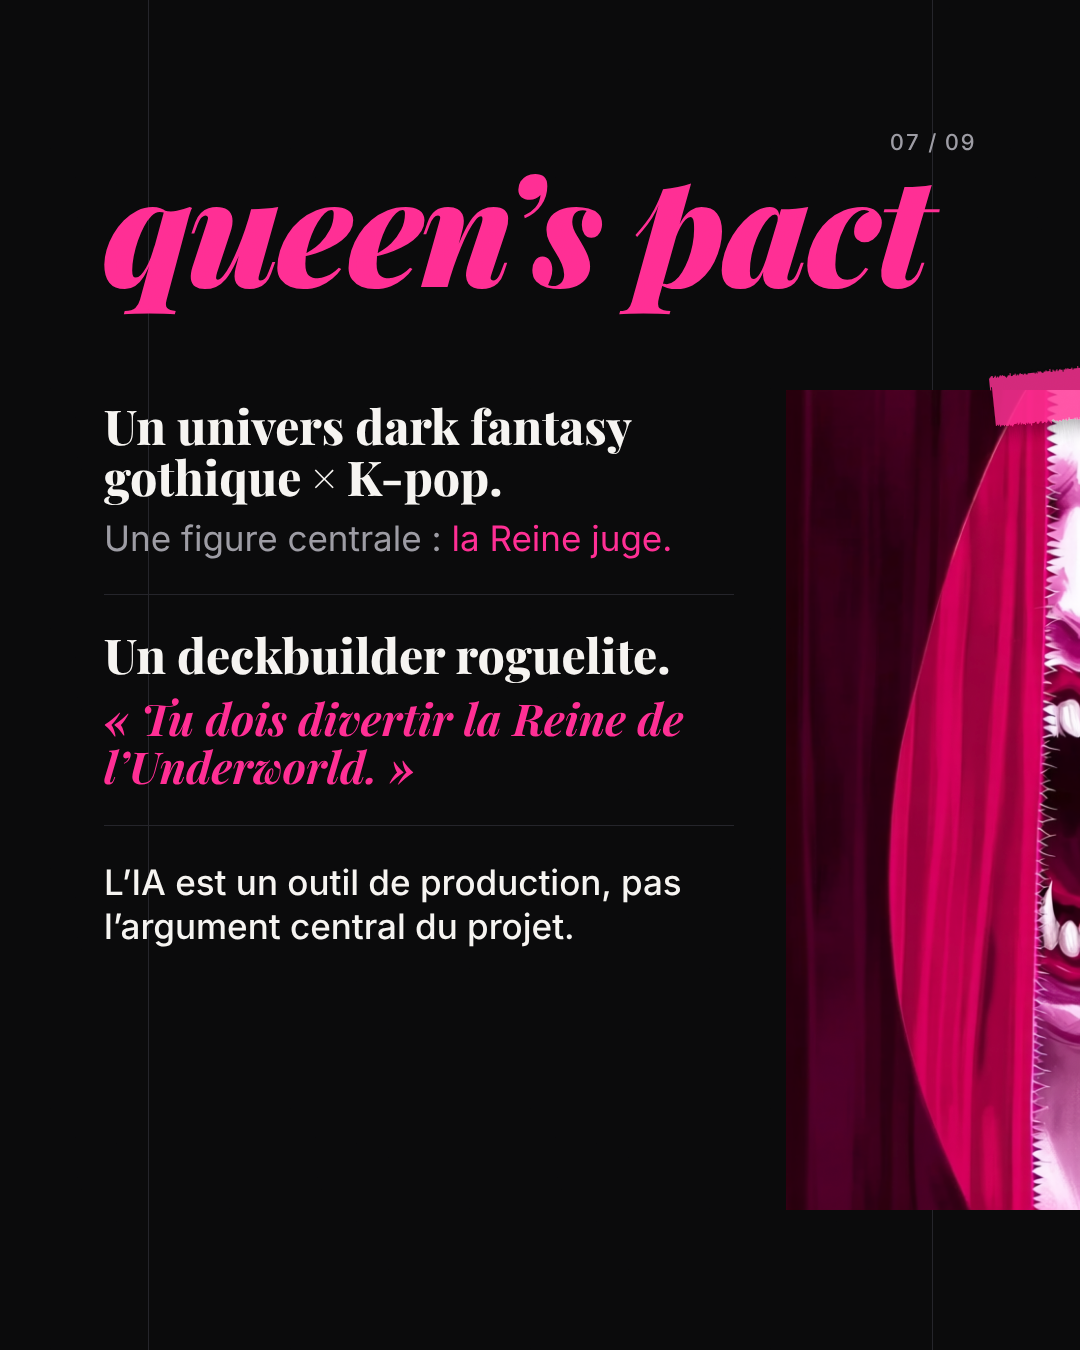 07 / 09
queen’s pact
Un univers dark fantasy
gothique × K-pop.
Une figure centrale : la Reine juge.
Un deckbuilder roguelite.
« Tu dois divertir la Reine de
l’Underworld. »
L’IA est un outil de production, pas
l’argument central du projet.